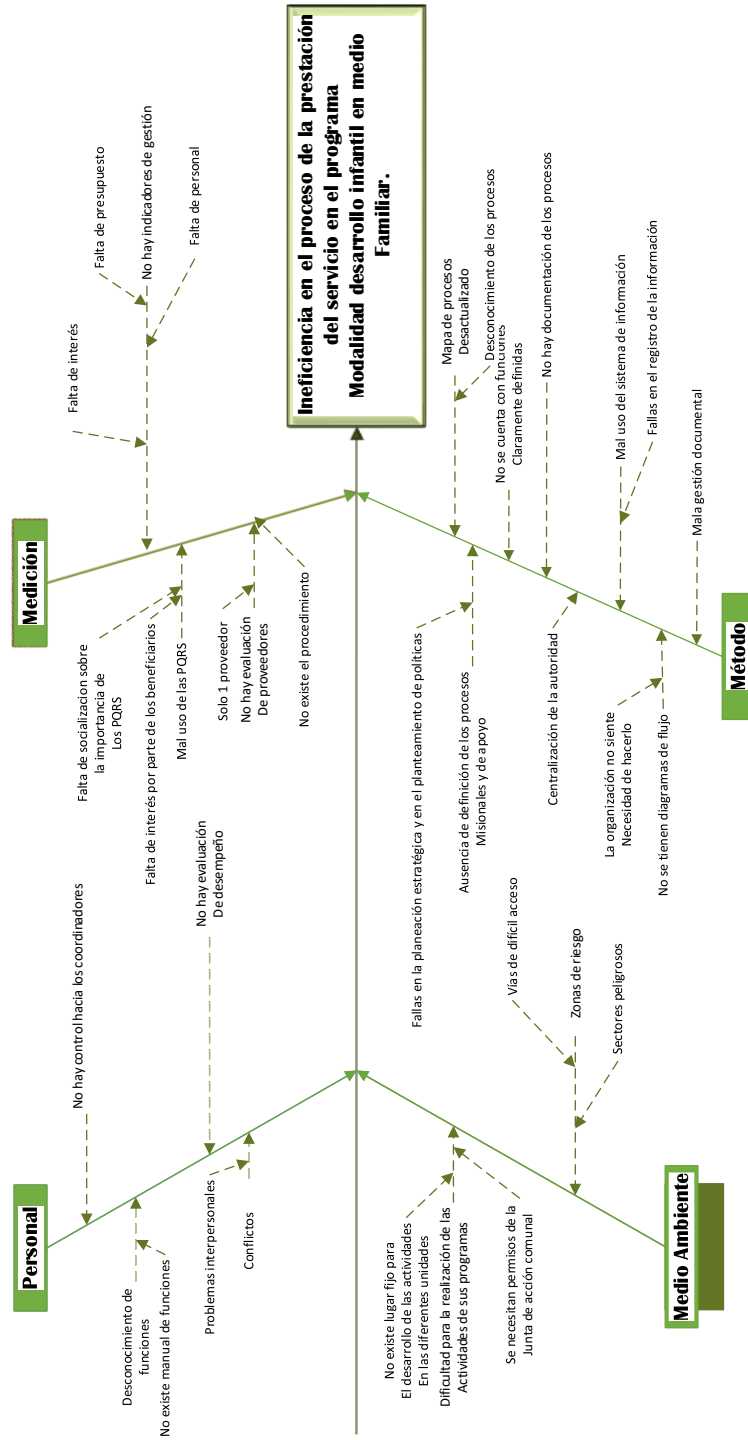 Personal
No hay control hacia los coordinadores
Desconocimiento de
funciones
No existe manual de funciones
No hay evaluación
De desempeño
Problemas interpersonales
Conflictos
Medición
Falta de interés
Falta de presupuesto
No hay indicadores de gestión
Falta de personal
Falta de socializacion sobre
la importancia de
Los PQRS
Falta de interés por parte de los beneficiarios
Mal uso de las PQRS
Solo 1 proveedor
No hay evaluación
De proveedores
No existe el procedimiento
Ineficiencia en el proceso de la prestación
del servicio en el programa
Modalidad desarrollo infantil en medio
Familiar.
No existe lugar fijo para
El desarrollo de las actividades
En las diferentes unidades
Dificultad para la realización de las
Actividades de sus programas
Se necesitan permisos de la
Junta de acción comunal
Vías de difícil acceso
Zonas de riesgo
Sectores peligrosos
Medio Ambiente
Mapa de procesos
Desactualizado
Desconocimiento de los procesos
Fallas en la planeación estratégica y en el planteamiento de políticas
Ausencia de definición de los procesos
Misionales y de apoyo
No se cuenta con funciones
Claramente definidas
No hay documentación de los procesos
Centralización de la autoridad
Mal uso del sistema de información
Fallas en el registro de la información
La organización no siente
Necesidad de hacerlo
No se tienen diagramas de flujo
Mala gestión documental
Método